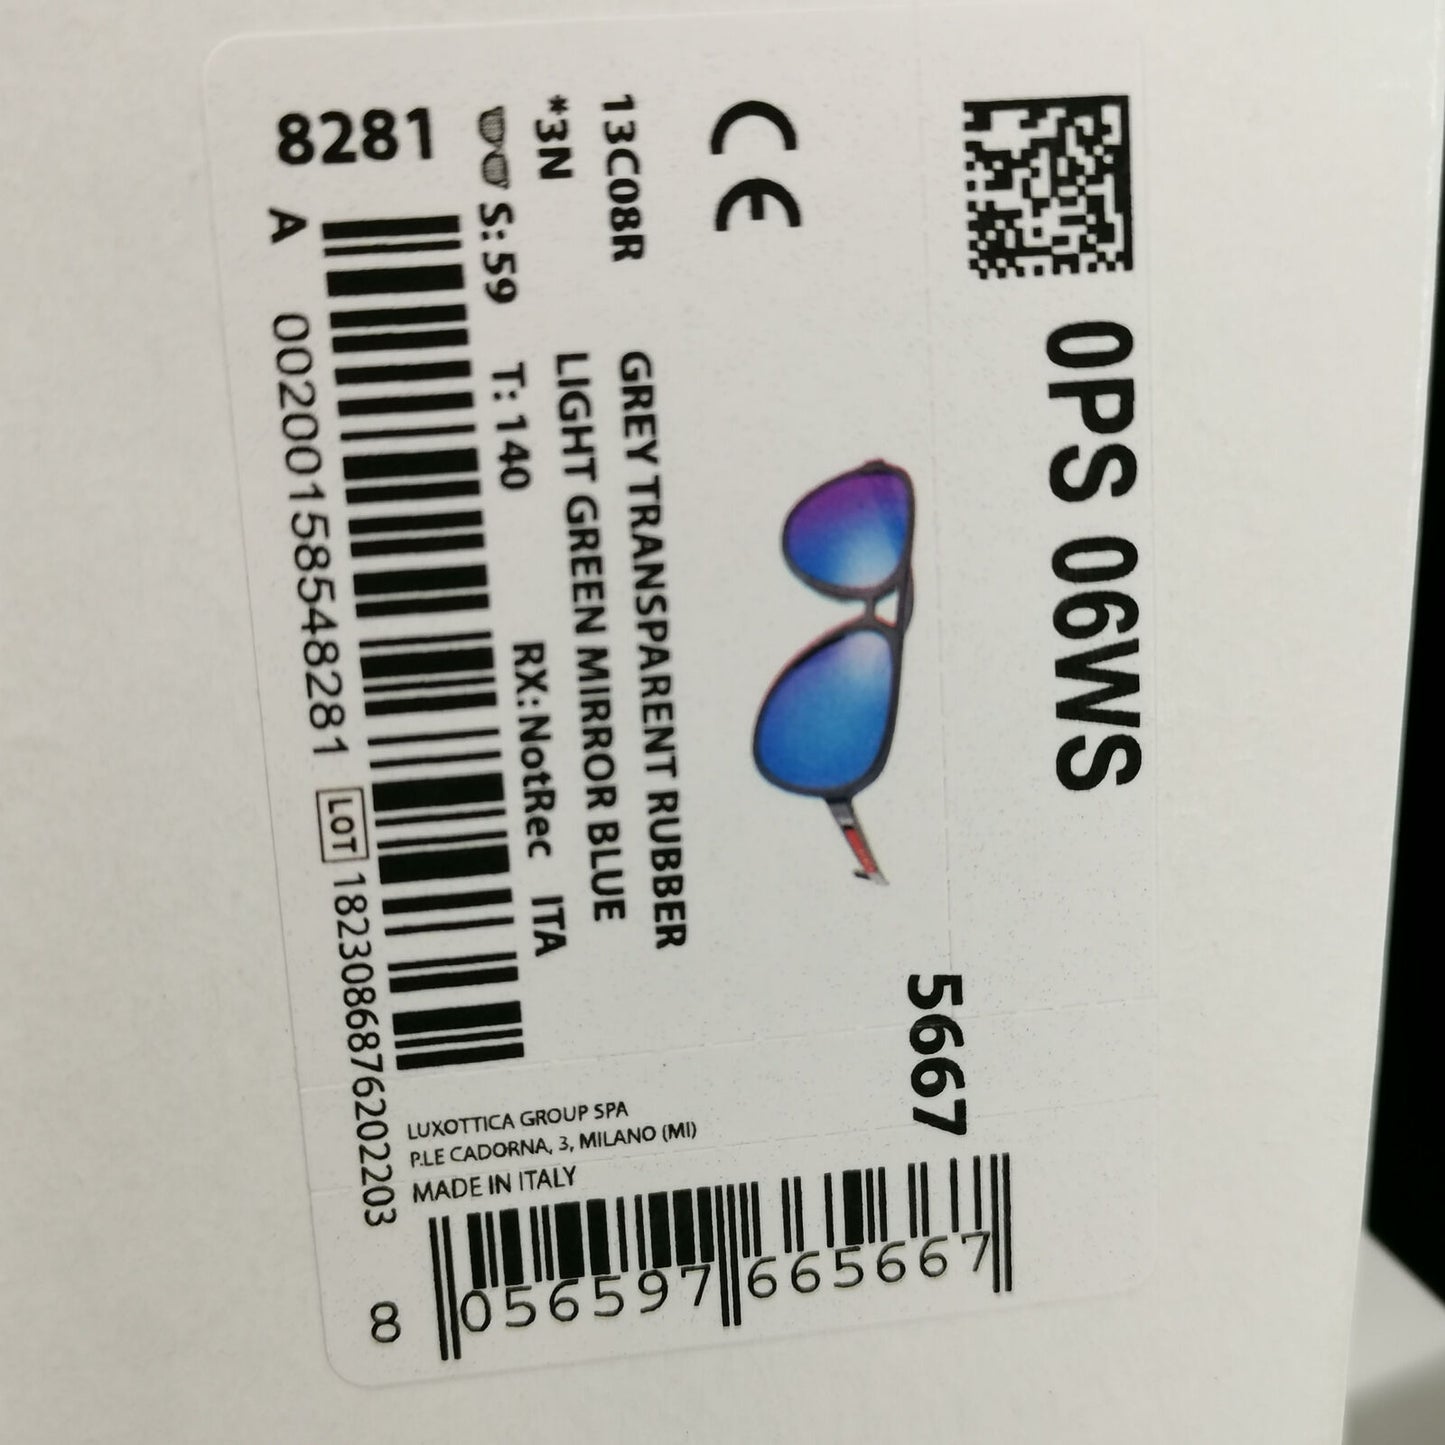 0PS 06WS
5667
CE
13C08R GREY TRANSPARENT RUBBER
*3N LIGHT GREEN MIRROR BLUE
S: 59 T: 140 RX:NotRec ITA
8281
A 002001585548281 LOT 1823086876202203
LUXOTTICA GROUP SPA
P.LE CADORNA, 3, MILANO (MI)
MADE IN ITALY
8 056597 665667